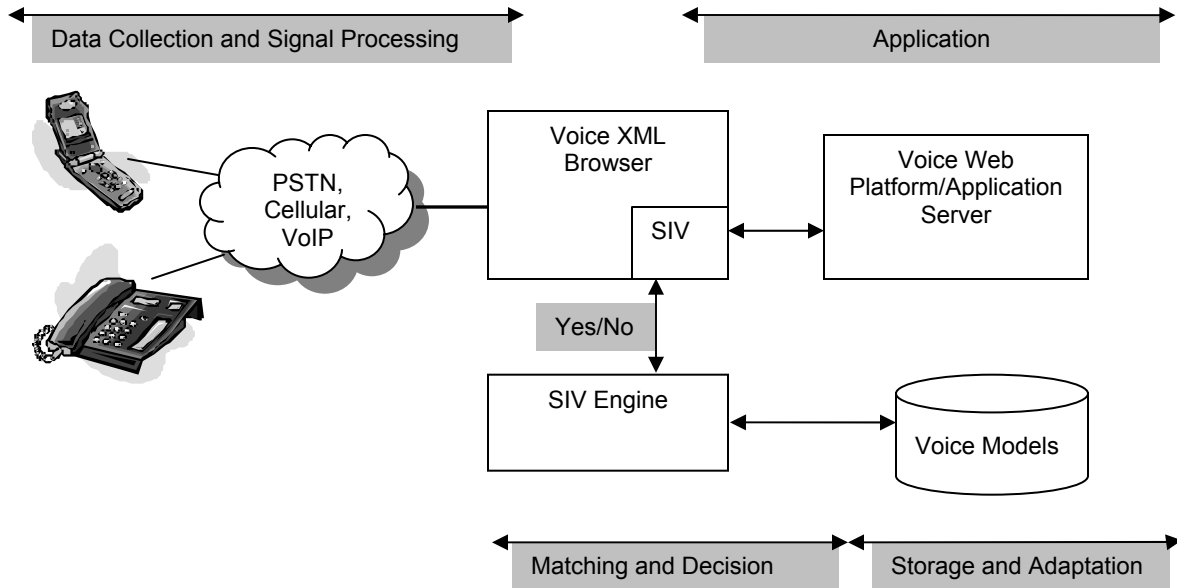 Data Collection and Signal Processing
Application
PSTN,
Cellular,
VoIP
Voice XML
Browser
SIV
Voice Web
Platform/Application
Server
Yes/No
SIV Engine
Voice Models
Matching and Decision
Storage and Adaptation